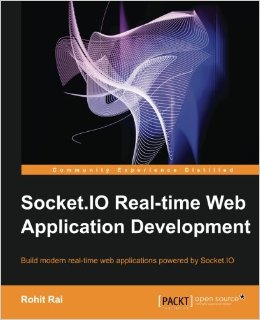 Community Experience Distilled
Socket.IO Real-time Web
Application Development
Build modern real-time web applications powered by Socket.IO
Rohit Rai
[PACKT] open source
PUBLISHING